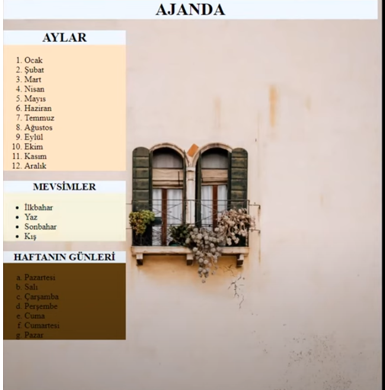 AJANDA
AYLAR
1. Ocak
2. Şubat
3. Mart
4. Nisan
5. Mayıs
6. Haziran
7. Temmuz
8. Ağustos
9. Eylül
10. Ekim
11. Kasım
12. Aralık
MEVSİMLER
• İlkbahar
• Yaz
• Sonbahar
• Kış
HAFTANIN GÜNLERİ
a. Pazartesi
b. Salı
c. Çarşamba
d. Perşembe
e. Cuma
f. Cumartesi
g. Pazar